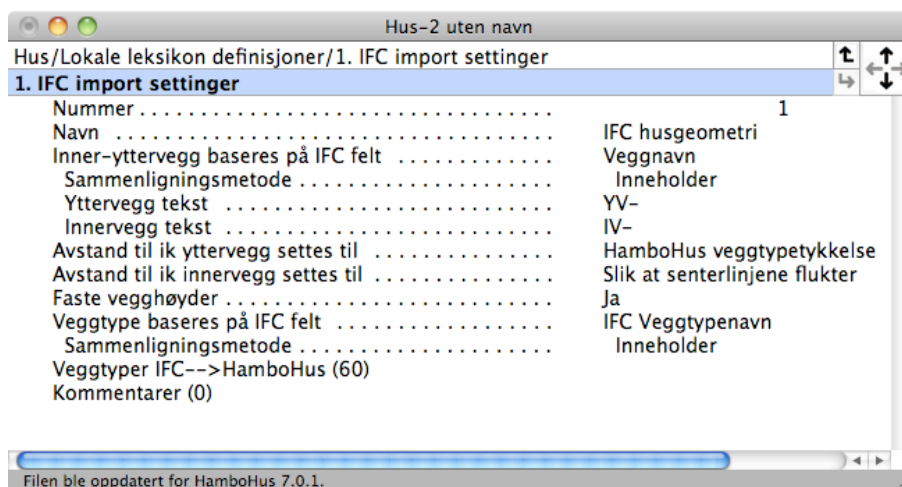 Hus-2 uten navn
Hus/Lokale leksikon definisjoner/1. IFC import settinger
1. IFC import settinger
Nummer . . . . . . . . . . . . . . . . . . . . . . . . . . . . . . . . . . . 1
Navn . . . . . . . . . . . . . . . . . . . . . . . . . . . . . . . . . . . . . IFC husgeometri
Inner-yttervegg baseres på IFC felt . . . . . . . . . . . . . Veggnavn
Sammenligningsmetode . . . . . . . . . . . . . . . . . . . . . Inneholder
Yttervegg tekst . . . . . . . . . . . . . . . . . . . . . . . . . . . . YV-
Innervegg tekst . . . . . . . . . . . . . . . . . . . . . . . . . . . . IV-
Avstand til ik yttervegg settes til . . . . . . . . . . . . . . . HamboHus veggtypetykkelse
Avstand til ik innervegg settes til . . . . . . . . . . . . . . Slik at senterlinjene flukter
Faste vegghøyder . . . . . . . . . . . . . . . . . . . . . . . . . . . Ja
Veggtype baseres på IFC felt . . . . . . . . . . . . . . . . . . IFC Veggtypenavn
Sammenligningsmetode . . . . . . . . . . . . . . . . . . . . . Inneholder
Veggtyper IFC-->HamboHus (60)
Kommentarer (0)
Filen ble oppdatert for HamboHus 7.0.1.